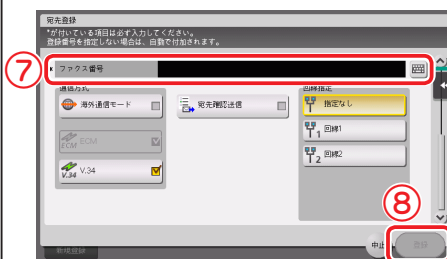 宛先登録
*が付いている項目は必ず入力してください。
登録番号を指定しない場合は、自動で付加されます。
⑦
* ファクス番号
通信方式
回線指定
海外通信モード
宛先確認送信
指定なし
ECM ECM
1 回線1
V.34 V.34
2 回線2
⑧
新規登録
中止
登録